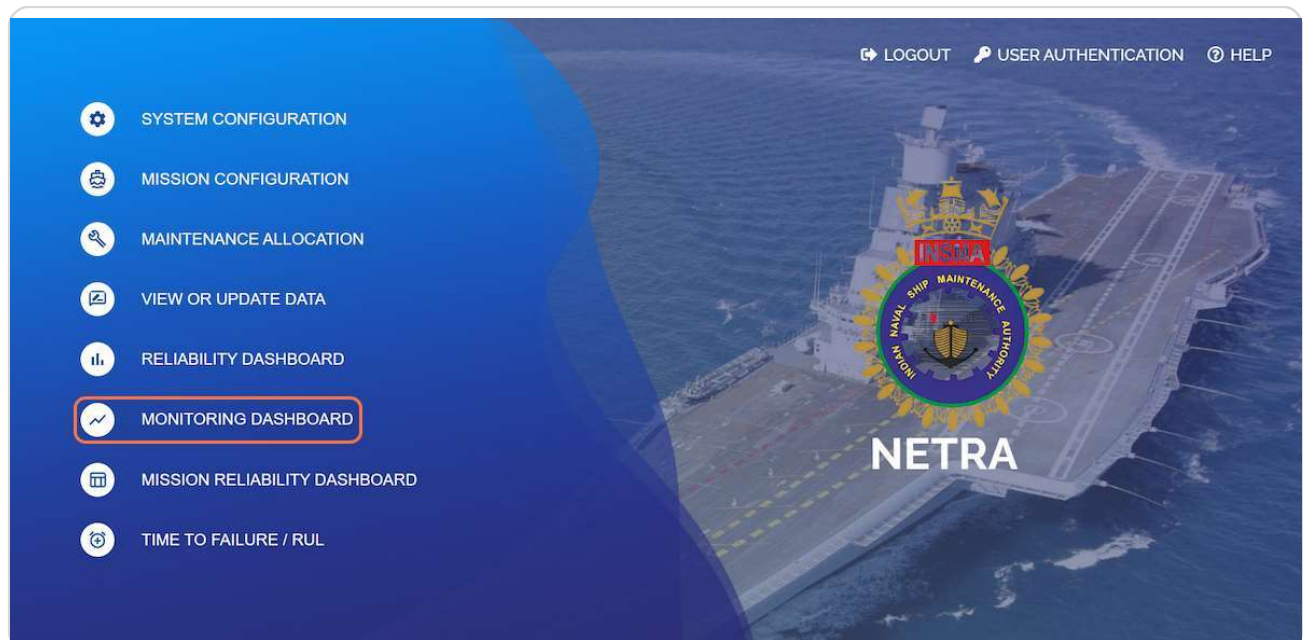 LOGOUT USER AUTHENTICATION HELP
SYSTEM CONFIGURATION
MISSION CONFIGURATION
MAINTENANCE ALLOCATION
VIEW OR UPDATE DATA
RELIABILITY DASHBOARD
MONITORING DASHBOARD
MISSION RELIABILITY DASHBOARD
TIME TO FAILURE / RUL
INSMA
INDIAN NAVAL SHIP MAINTENANCE AUTHORITY
NETRA